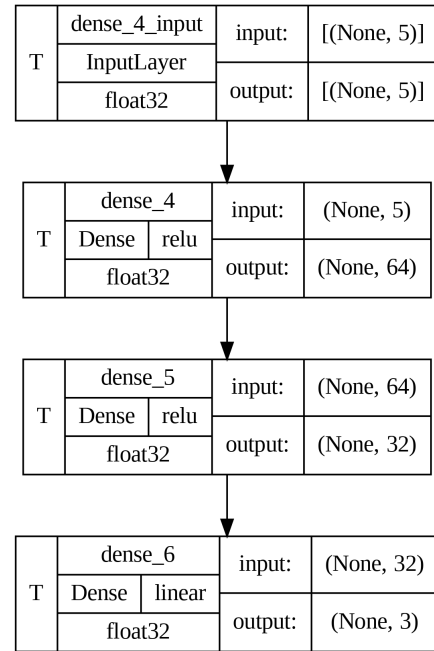 T dense_4_input input: [(None, 5)]
InputLayer
float32 output: [(None, 5)]
T dense_4 input: (None, 5)
Dense relu
float32 output: (None, 64)
T dense_5 input: (None, 64)
Dense relu
float32 output: (None, 32)
T dense_6 input: (None, 32)
Dense linear
float32 output: (None, 3)